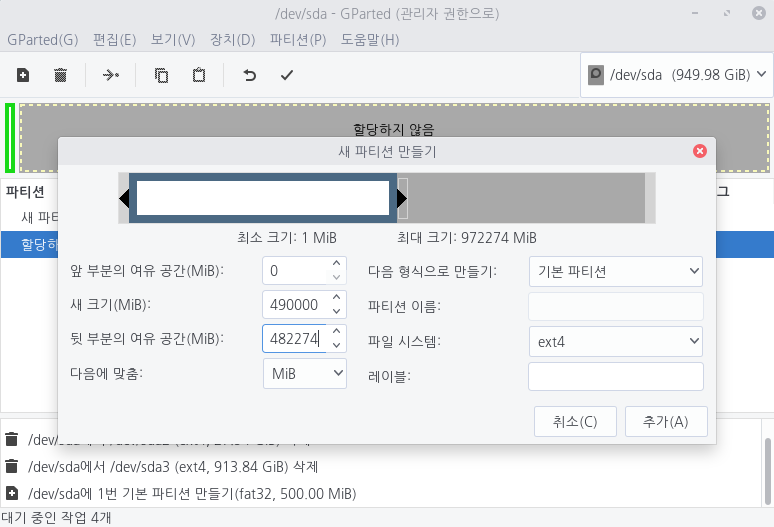 /dev/sda - GParted (관리자 권한으로)
GParted(G) 편집(E) 보기(V) 장치(D) 파티션(P) 도움말(H)
/dev/sda (949.98 GiB)
할당하지 않음
새 파티션 만들기
파티션
그
새 파티
할당하
최소 크기: 1 MiB 최대 크기: 972274 MiB
앞 부분의 여유 공간(MiB): 0 다음 형식으로 만들기: 기본 파티션
새 크기(MiB): 490000 파티션 이름:
뒷 부분의 여유 공간(MiB): 482274 파일 시스템: ext4
다음에 맞춤: MiB 레이블:
취소(C) 추가(A)
/dev/sda에서 /dev/sda3 (ext4, 913.84 GiB) 삭제
/dev/sda에 1번 기본 파티션 만들기(fat32, 500.00 MiB)
대기 중인 작업 4개